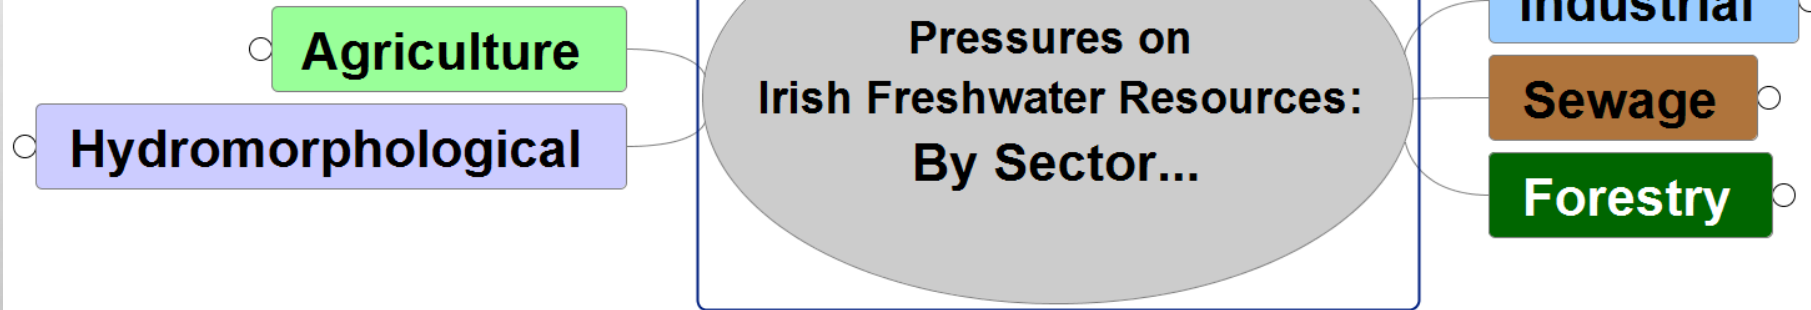 Agriculture
Hydromorphological
Pressures on
Irish Freshwater Resources:
By Sector...
Industrial
Sewage
Forestry